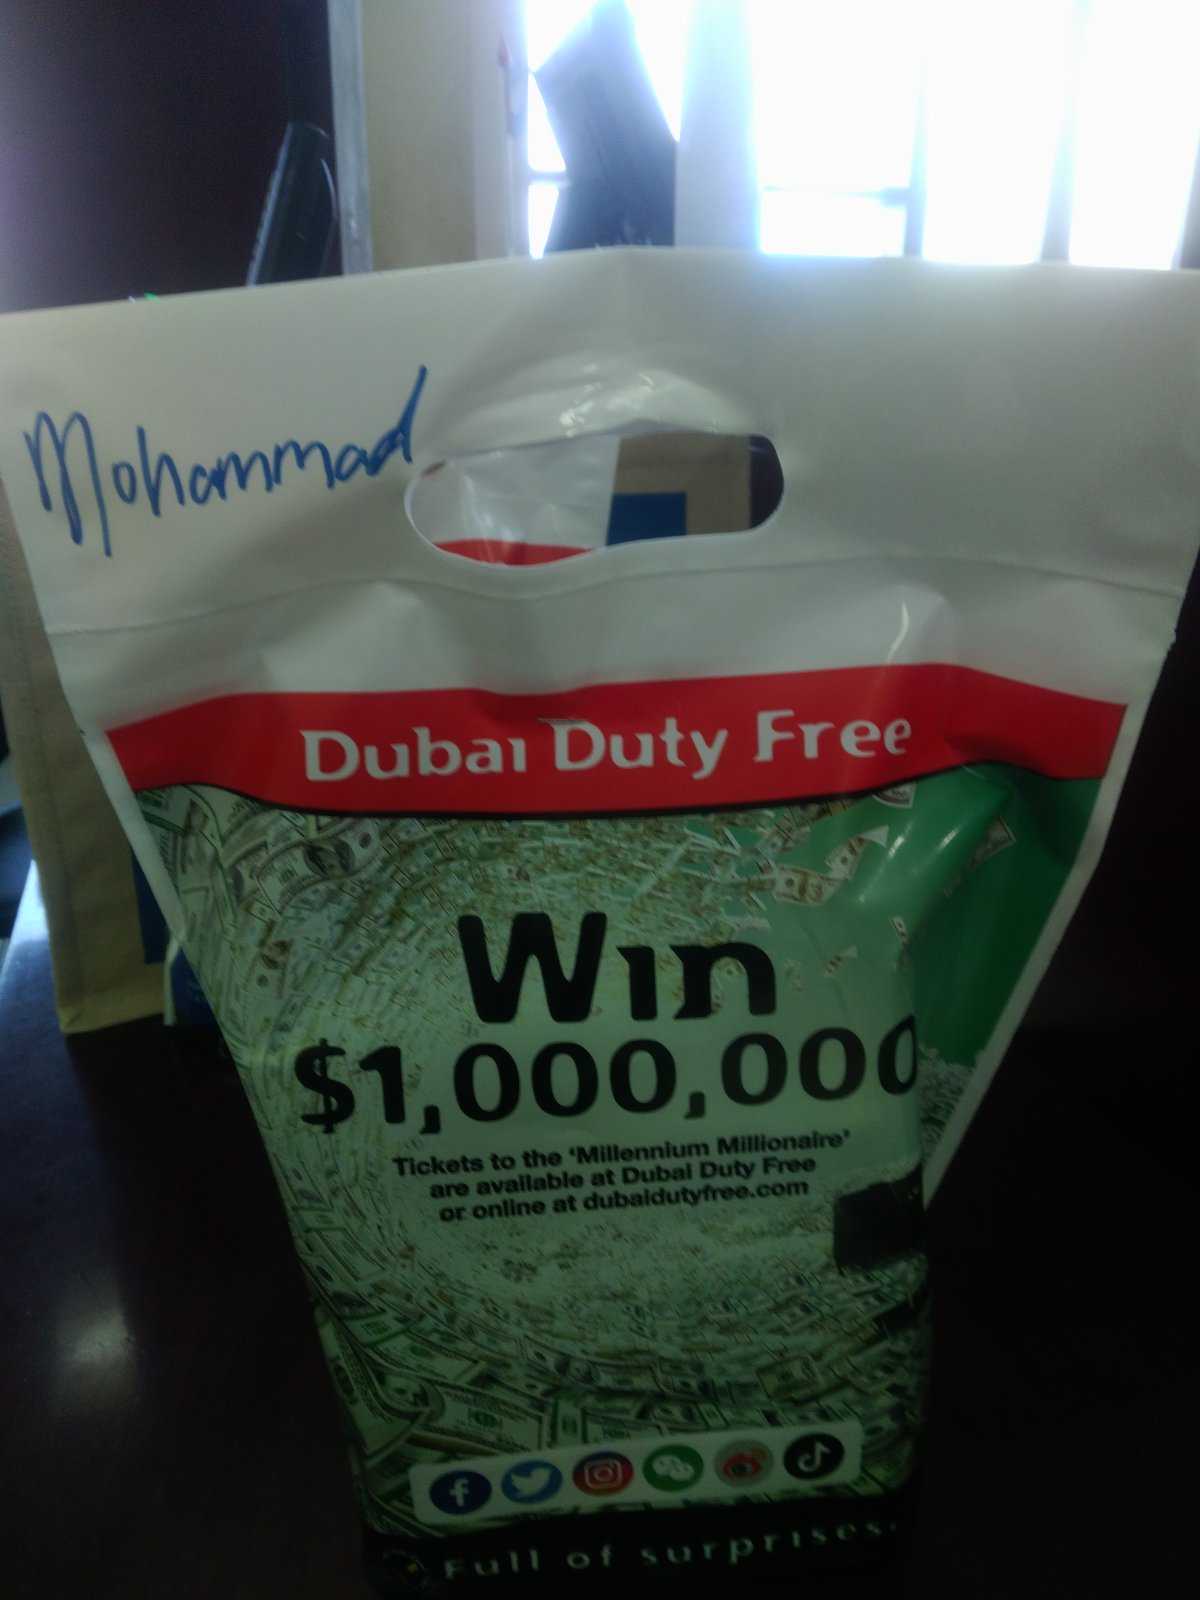 Mohammad
Dubai Duty Free
Win
$1,000,000
Tickets to the 'Millennium Millionaire'
are available at Dubai Duty Free
or online at dubaidutyfree.com
Full of surprises.